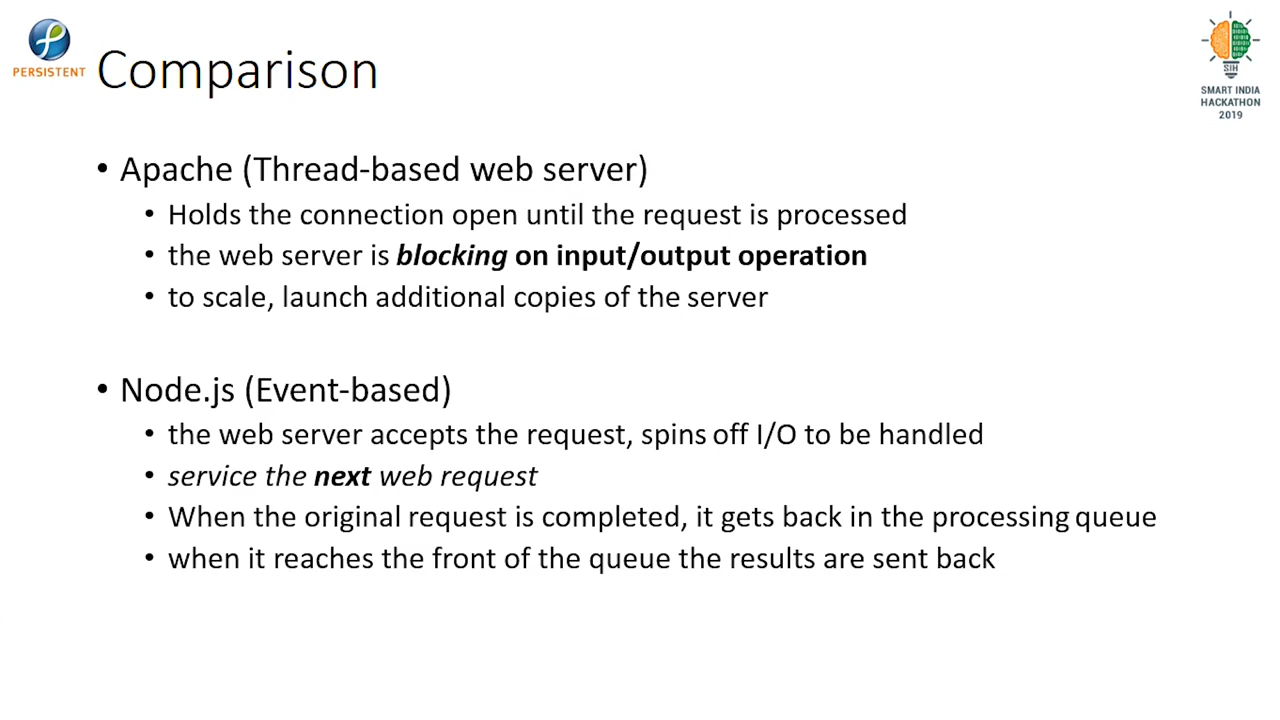 PERSISTENT
Comparison
SIH
SMART INDIA
HACKATHON
2019
• Apache (Thread-based web server)
• Holds the connection open until the request is processed
• the web server is blocking on input/output operation
• to scale, launch additional copies of the server
• Node.js (Event-based)
• the web server accepts the request, spins off I/O to be handled
• service the next web request
• When the original request is completed, it gets back in the processing queue
• when it reaches the front of the queue the results are sent back